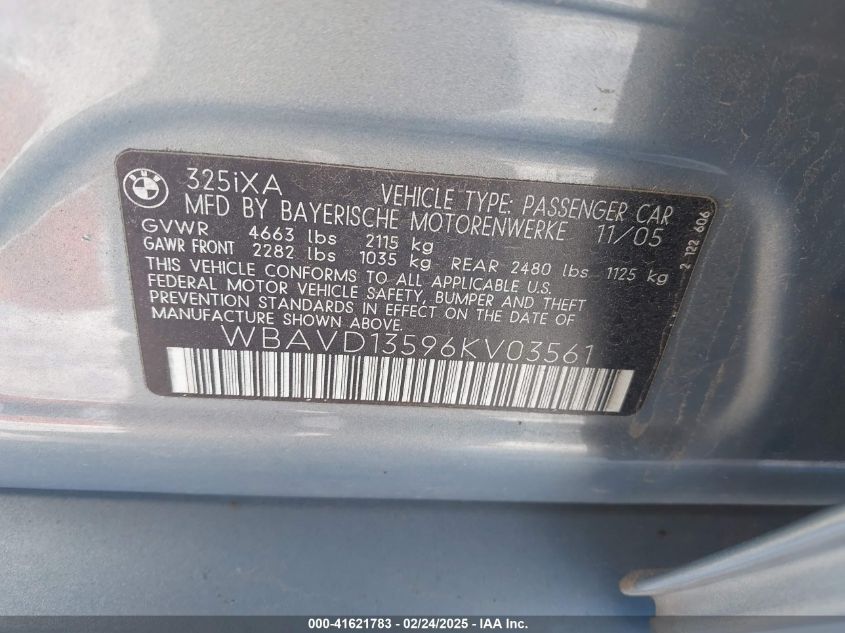 325iXA
VEHICLE TYPE: PASSENGER CAR
MFD BY BAYERISCHE MOTORENWERKE 11/05
GVWR 4663 lbs 2115 kg
GAWR FRONT 2282 lbs 1035 kg REAR 2480 lbs 1125 kg
THIS VEHICLE CONFORMS TO ALL APPLICABLE U.S.
FEDERAL MOTOR VEHICLE SAFETY, BUMPER AND THEFT
PREVENTION STANDARDS IN EFFECT ON THE DATE OF
MANUFACTURE SHOWN ABOVE.
WBAVD13596KV03561
2 122 606
000-41621783 - 02/24/2025 - IAA Inc.